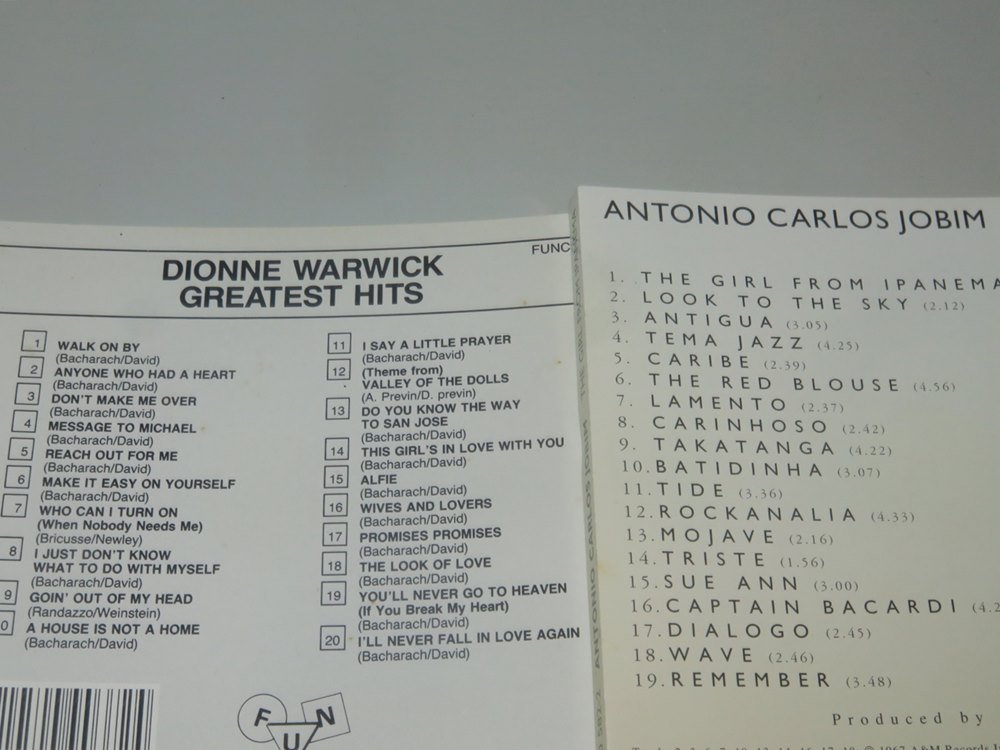 FUNC
DIONNE WARWICK
GREATEST HITS
1 WALK ON BY
(Bacharach/David)
2 ANYONE WHO HAD A HEART
(Bacharach/David)
3 DON'T MAKE ME OVER
(Bacharach/David)
4 MESSAGE TO MICHAEL
(Bacharach/David)
5 REACH OUT FOR ME
(Bacharach/David)
6 MAKE IT EASY ON YOURSELF
(Bacharach/David)
7 WHO CAN I TURN ON
(When Nobody Needs Me)
(Bricusse/Newley)
8 I JUST DON'T KNOW
WHAT TO DO WITH MYSELF
(Bacharach/David)
9 GOIN' OUT OF MY HEAD
(Randazzo/Weinstein)
0 A HOUSE IS NOT A HOME
(Bacharach/David)
11 I SAY A LITTLE PRAYER
(Bacharach/David)
12 (Theme from)
VALLEY OF THE DOLLS
(A. Previn/D. previn)
13 DO YOU KNOW THE WAY
TO SAN JOSE
(Bacharach/David)
14 THIS GIRL'S IN LOVE WITH YOU
(Bacharach/David)
15 ALFIE
(Bacharach/David)
16 WIVES AND LOVERS
(Bacharach/David)
17 PROMISES PROMISES
(Bacharach/David)
18 THE LOOK OF LOVE
(Bacharach/David)
19 YOU'LL NEVER GO TO HEAVEN
(If You Break My Heart)
(Bacharach/David)
20 I'LL NEVER FALL IN LOVE AGAIN
(Bacharach/David)
FUN
ANTONIO CARLOS JOBIM
ANTONIO CARLOS JOBIM
1. THE GIRL FROM IPANEMA
2. LOOK TO THE SKY (2.12)
3. ANTIGUA (3.05)
4. TEMA JAZZ (4.25)
5. CARIBE (2.39)
6. THE RED BLOUSE (4.56)
7. LAMENTO (2.37)
8. CARINHOSO (2.42)
9. TAKATANGA (4.22)
10. BATIDINHA (3.07)
11. TIDE (3.36)
12. ROCKANALIA (4.33)
13. MOJAVE (2.16)
14. TRISTE (1.56)
15. SUE ANN (3.00)
16. CAPTAIN BACARDI (4.2
17. DIALOGO (2.45)
18. WAVE (2.46)
19. REMEMBER (3.48)
Produced by